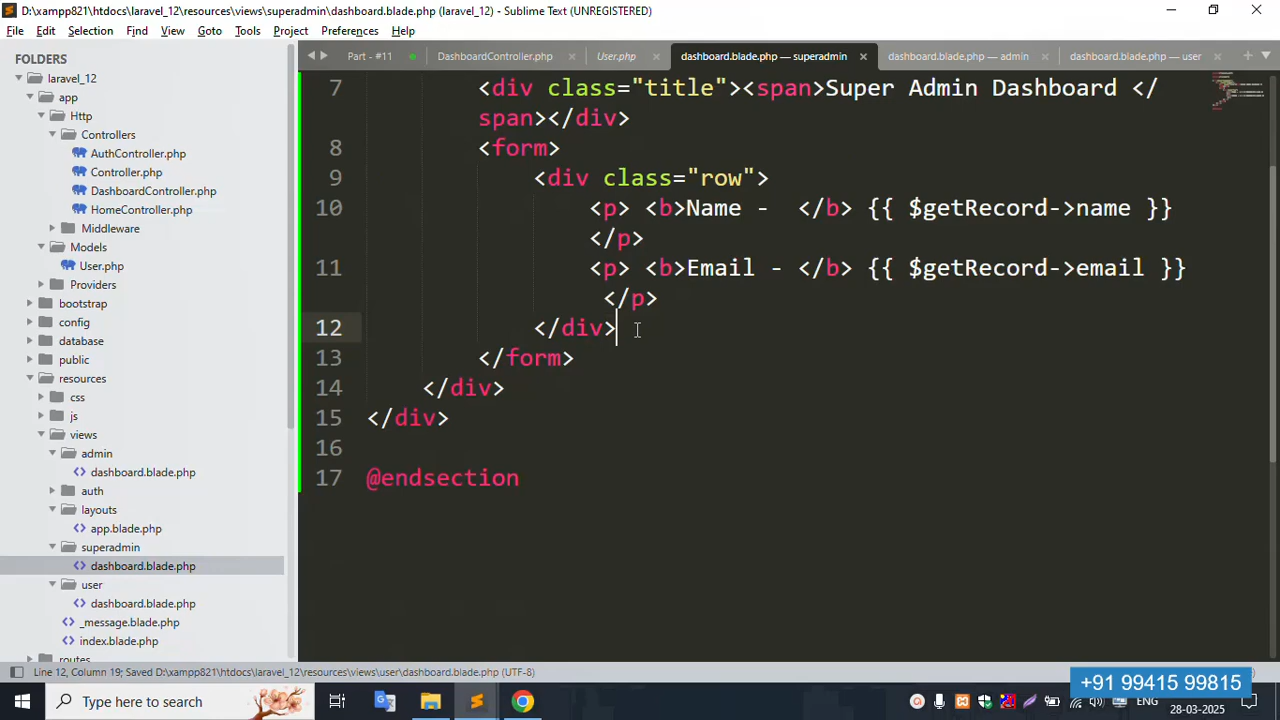 D:\xampp821\htdocs\laravel_12\resources\views\superadmin\dashboard.blade.php (laravel_12) - Sublime Text (UNREGISTERED)
File Edit Selection Find View Goto Tools Project Preferences Help
FOLDERS
laravel_12
app
Http
Controllers
AuthController.php
Controller.php
DashboardController.php
HomeController.php
Middleware
Models
User.php
Providers
bootstrap
config
database
public
resources
css
js
views
admin
dashboard.blade.php
auth
layouts
app.blade.php
superadmin
dashboard.blade.php
user
dashboard.blade.php
_message.blade.php
index.blade.php
routes
Part - #11 DashboardController.php User.php dashboard.blade.php — superadmin dashboard.blade.php — admin dashboard.blade.php — user
7 <div class="title"><span>Super Admin Dashboard </
span></div>
8 <form>
9 <div class="row">
10 <p> <b>Name -  </b> {{ $getRecord->name }}
</p>
11 <p> <b>Email - </b> {{ $getRecord->email }}
</p>
12 </div>
13 </form>
14 </div>
15 </div>
16
17 @endsection
Line 12, Column 19; Saved D:\xampp821\htdocs\laravel_12\resources\views\user\dashboard.blade.php (UTF-8)
+91 99415 99815
Type here to search
ENG
28-03-2025